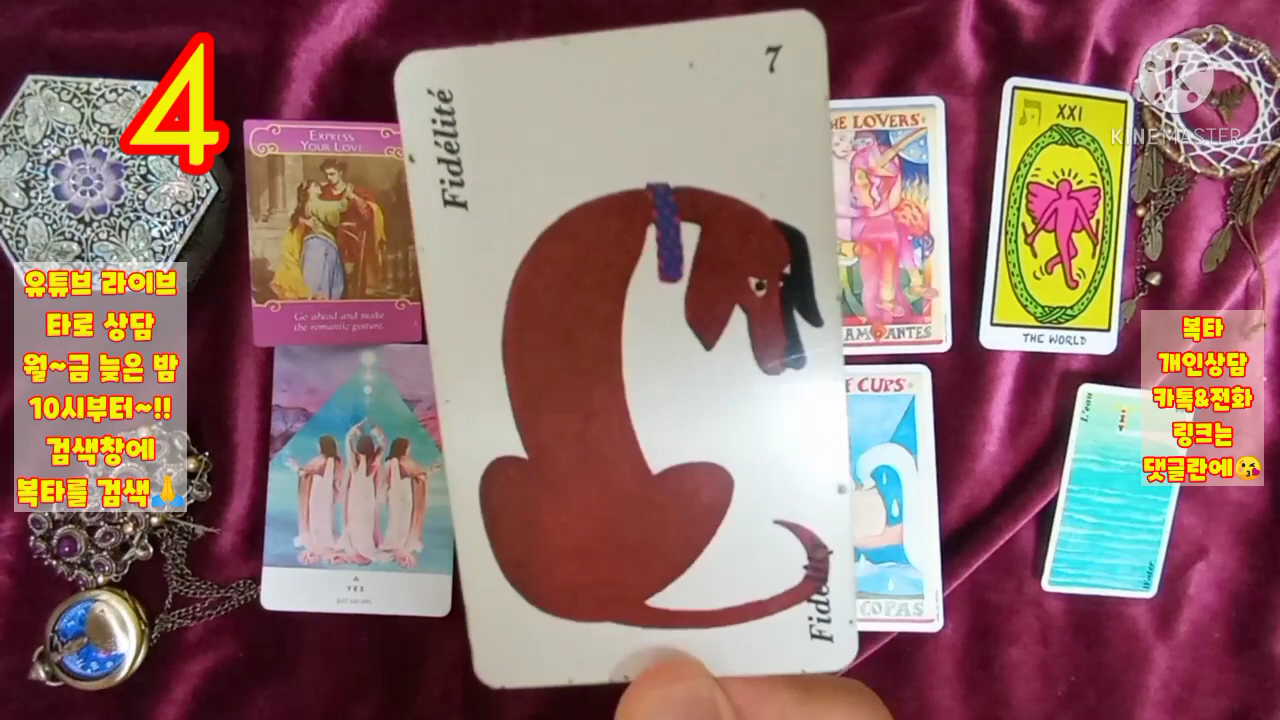 4
유튜브 라이브
타로 상담
월~금 늦은 밤
10시부터~!!
검색창에
복타를 검색🙏
EXPRESS
YOUR LOVE
Go ahead and make
the romantic gesture.
YES
Fidélité
7
THE LOVERS
AMANTES
CUPS
COPAS
XXI
THE WORLD
KINEMASTER
L'eau
Water
복타
개인상담
카톡&전화
링크는
댓글란에😘